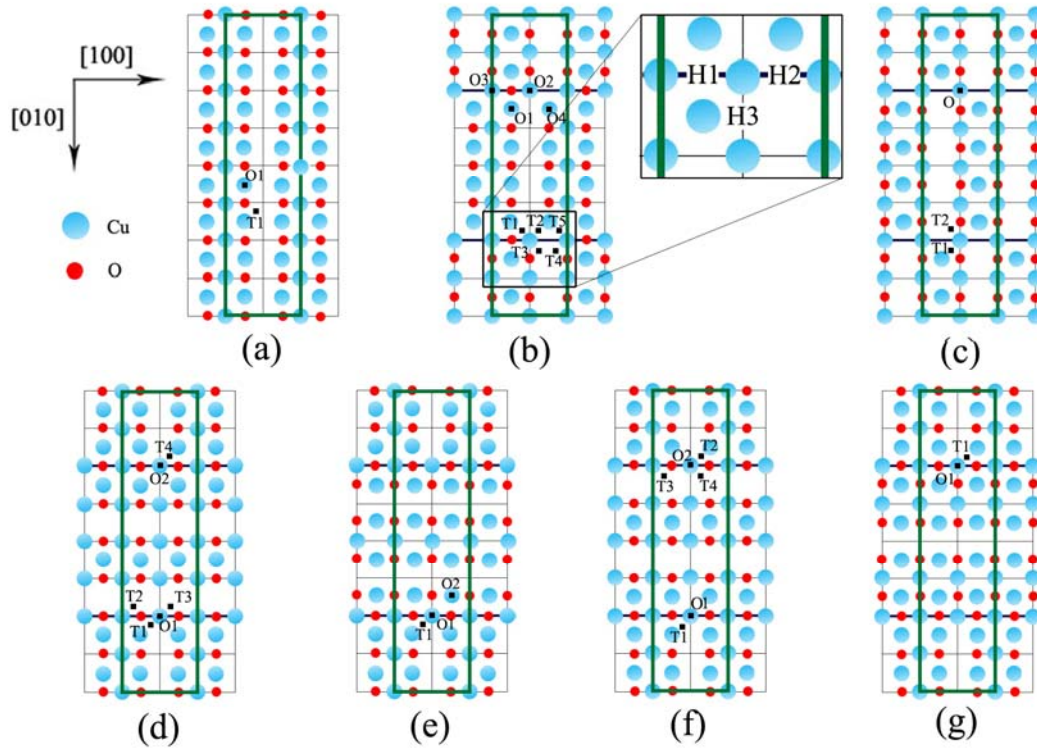 [100]
[010]
Cu
O
O1
T1
(a)
O3
O2
O1
O4
T1
T2
T5
T3
T4
H1
H2
H3
(b)
O
T2
T1
(c)
T4
O2
T2
T3
T1
O1
(d)
O2
T1
O1
(e)
T2
O2
T3
T4
O1
T1
(f)
T1
O1
(g)